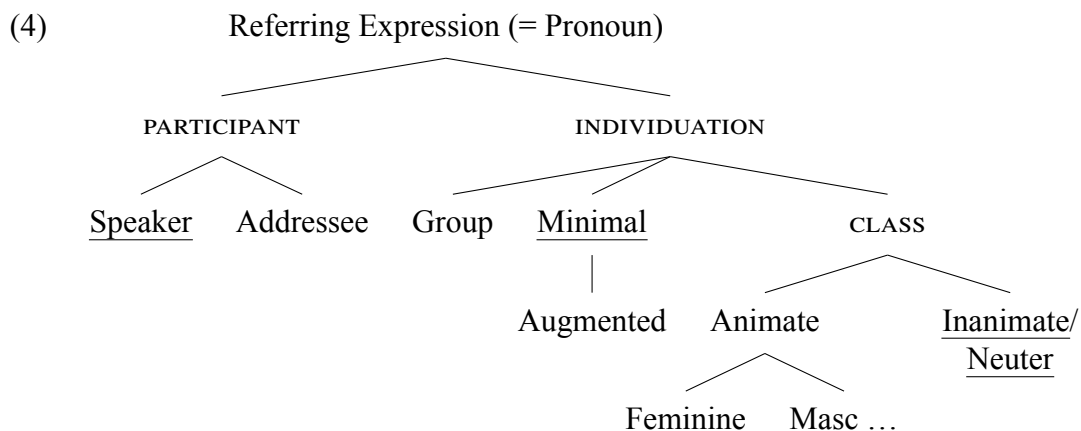 (4) Referring Expression (= Pronoun)
PARTICIPANT INDIVIDUATION
Speaker Addressee Group Minimal CLASS
Augmented Animate Inanimate/
Neuter
Feminine Masc …